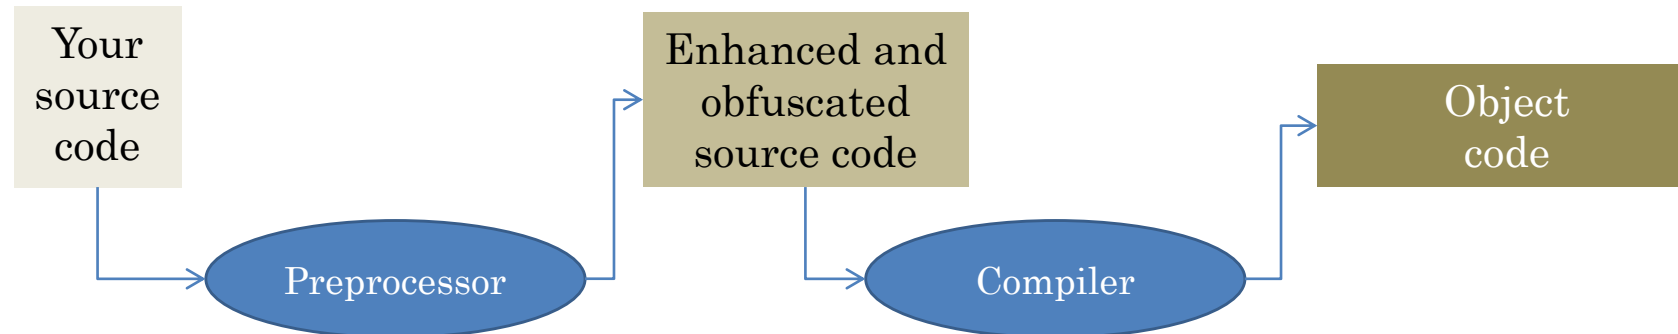 Your
source
code
Preprocessor
Enhanced and
obfuscated
source code
Compiler
Object
code